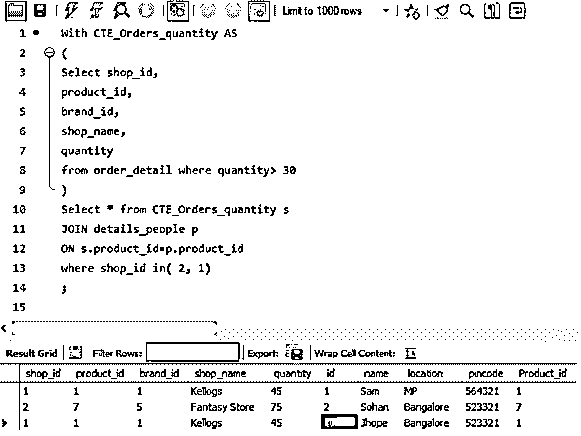 Limit to 1000 rows
1 With CTE_Orders_quantity AS
2 (
3 Select shop_id,
4 product_id,
5 brand_id,
6 shop_name,
7 quantity
8 from order_detail where quantity> 30
9 )
10 Select * from CTE_Orders_quantity s
11 JOIN details_people p
12 ON s.product_id=p.product_id
13 where shop_id in( 2, 1)
14 ;
15
Result Grid Filter Rows: Export: Wrap Cell Content:
shop_id product_id brand_id shop_name quantity id name location pincode Product_id
1 1 1 Kellogs 45 1 Sam MP 564321 1
2 7 5 Fantasy Store 75 2 Sohan Bangalore 523321 7
1 1 1 Kellogs 45 Jhope Bangalore 523321 1